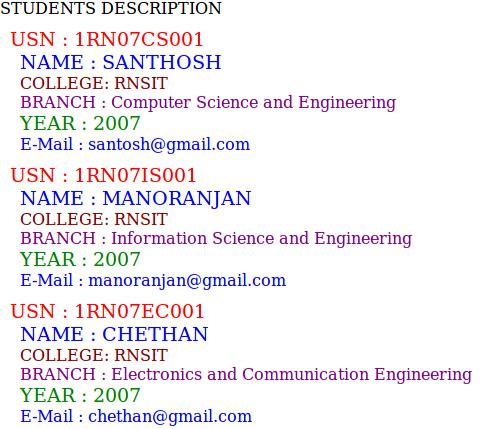 STUDENTS DESCRIPTION
USN : 1RN07CS001
NAME : SANTHOSH
COLLEGE: RNSIT
BRANCH : Computer Science and Engineering
YEAR : 2007
E-Mail : santosh@gmail.com
USN : 1RN07IS001
NAME : MANORANJAN
COLLEGE: RNSIT
BRANCH : Information Science and Engineering
YEAR : 2007
E-Mail : manoranjan@gmail.com
USN : 1RN07EC001
NAME : CHETHAN
COLLEGE: RNSIT
BRANCH : Electronics and Communication Engineering
YEAR : 2007
E-Mail : chethan@gmail.com